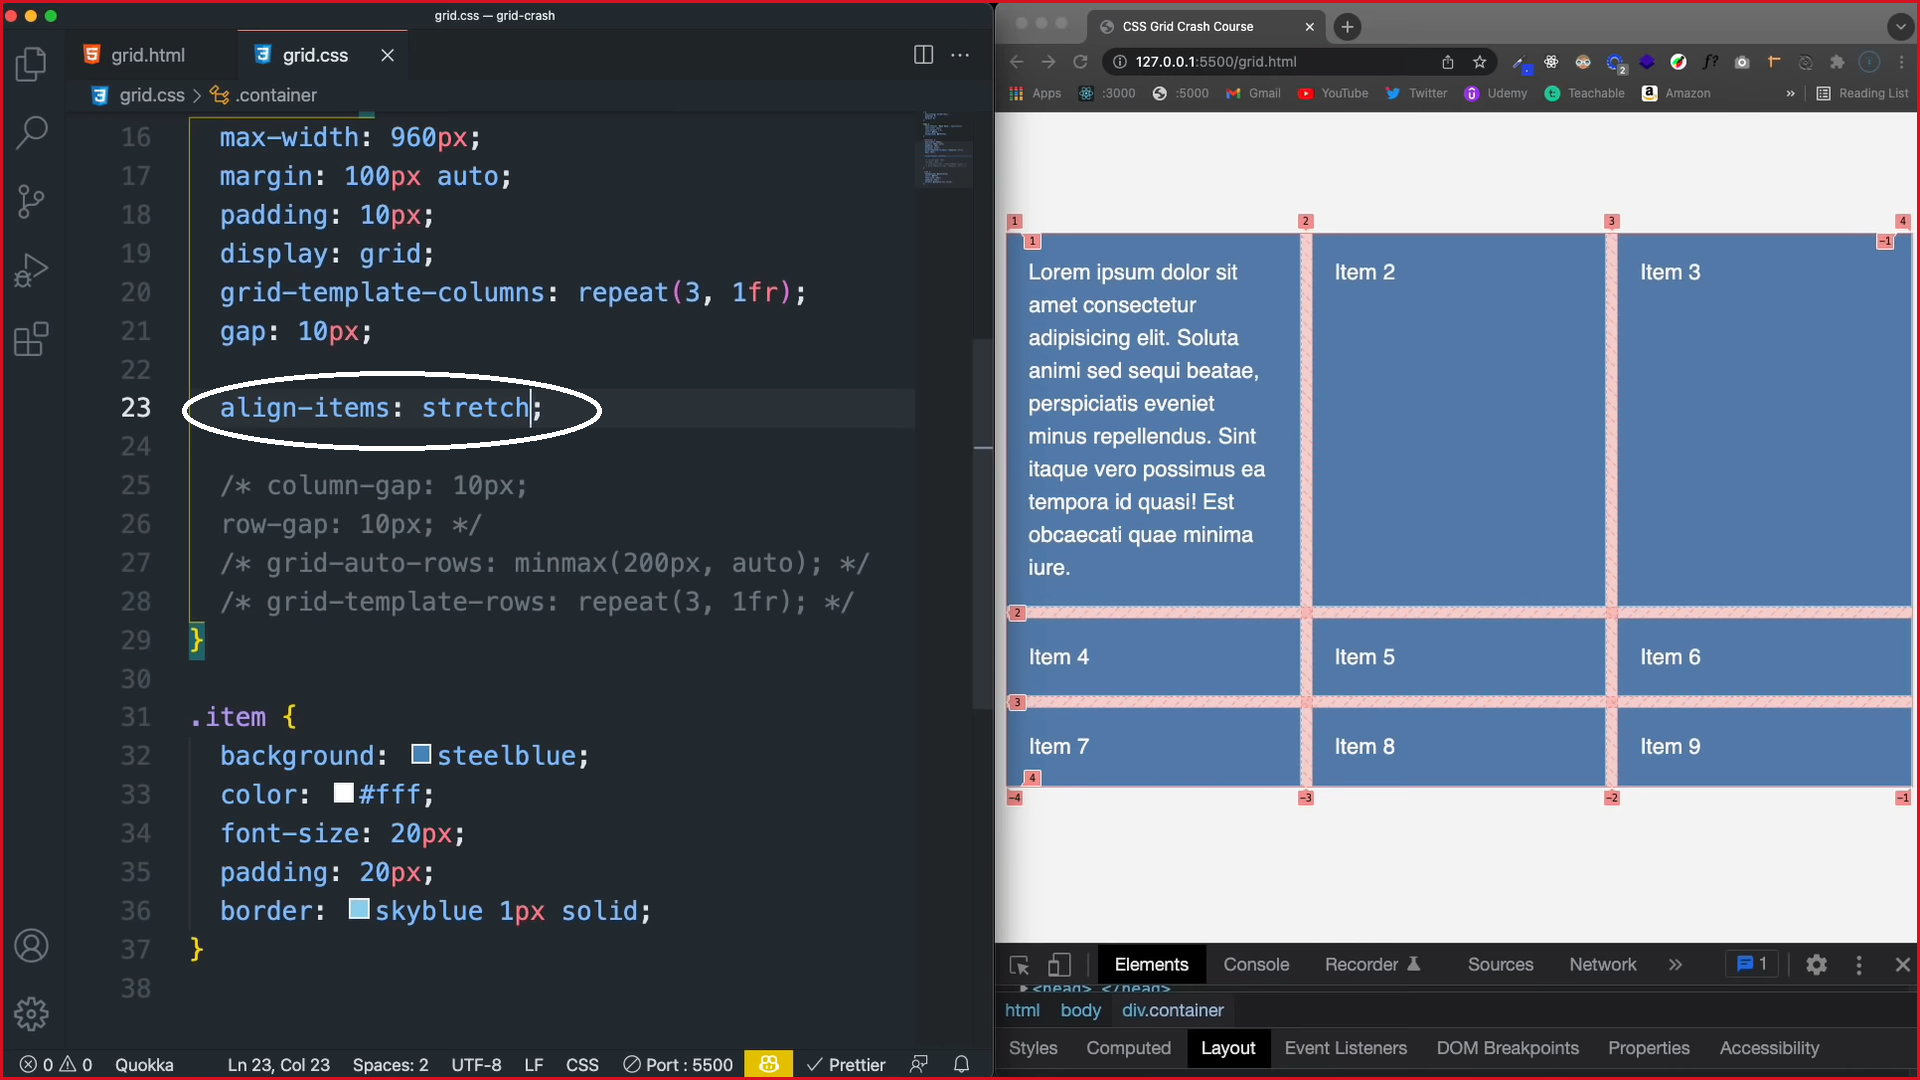 grid.css — grid-crash
grid.html
grid.css
grid.css > .container
16 max-width: 960px;
17 margin: 100px auto;
18 padding: 10px;
19 display: grid;
20 grid-template-columns: repeat(3, 1fr);
21 gap: 10px;
22
23 align-items: stretch;
24
25 /* column-gap: 10px;
26 row-gap: 10px; */
27 /* grid-auto-rows: minmax(200px, auto); */
28 /* grid-template-rows: repeat(3, 1fr); */
29 }
30
31 .item {
32 background: steelblue;
33 color: #fff;
34 font-size: 20px;
35 padding: 20px;
36 border: skyblue 1px solid;
37 }
38
0 0 Quokka Ln 23, Col 23 Spaces: 2 UTF-8 LF CSS Port : 5500 Prettier
CSS Grid Crash Course
127.0.0.1:5500/grid.html
2 f?
Apps :3000 :5000 Gmail YouTube Twitter Udemy Teachable Amazon » Reading List
1 2 3 4
1 -1
Lorem ipsum dolor sit
amet consectetur
adipisicing elit. Soluta
animi sed sequi beatae,
perspiciatis eveniet
minus repellendus. Sint
itaque vero possimus ea
tempora id quasi! Est
obcaecati quae minima
iure.
Item 2
Item 3
2
Item 4 Item 5 Item 6
3
Item 7 Item 8 Item 9
4
-4 -3 -2 -1
Elements Console Recorder Sources Network » 1
<head> </head>
html body div.container
Styles Computed Layout Event Listeners DOM Breakpoints Properties Accessibility